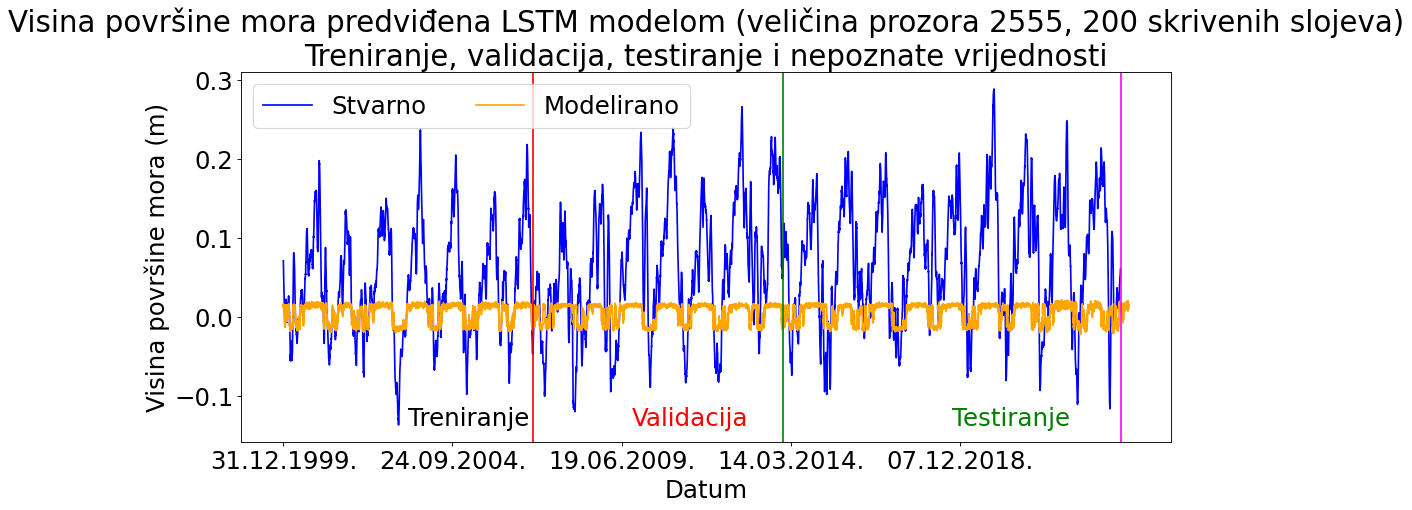 Visina površine mora predviđena LSTM modelom (veličina prozora 2555, 200 skrivenih slojeva)
Treniranje, validacija, testiranje i nepoznate vrijednosti
Stvarno Modelirano
Visina površine mora (m)
0.3
0.2
0.1
0.0
−0.1
Treniranje Validacija Testiranje
31.12.1999. 24.09.2004. 19.06.2009. 14.03.2014. 07.12.2018.
Datum